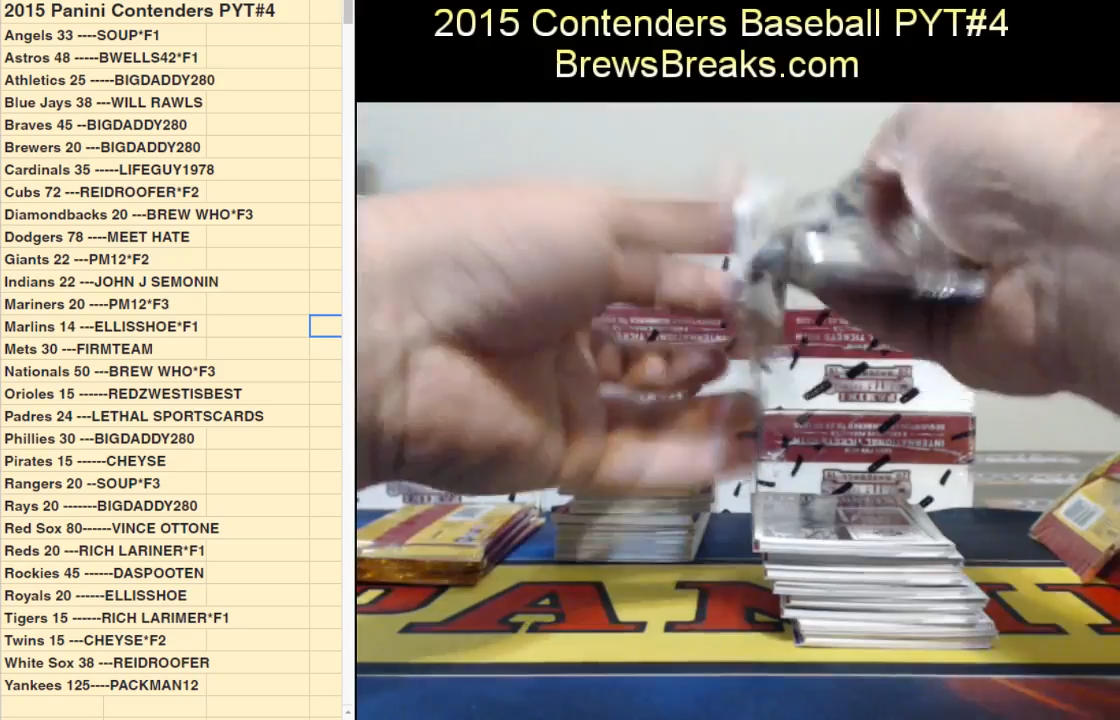 2015 Panini Contenders PYT#4
Angels 33 ----SOUP*F1
Astros 48 -----BWELLS42*F1
Athletics 25 -----BIGDADDY280
Blue Jays 38 ---WILL RAWLS
Braves 45 --BIGDADDY280
Brewers 20 ---BIGDADDY280
Cardinals 35 -----LIFEGUY1978
Cubs 72 ---REIDROOFER*F2
Diamondbacks 20 ---BREW WHO*F3
Dodgers 78 ----MEET HATE
Giants 22 ---PM12*F2
Indians 22 ---JOHN J SEMONIN
Mariners 20 ----PM12*F3
Marlins 14 ---ELLISSHOE*F1
Mets 30 ---FIRMTEAM
Nationals 50 ---BREW WHO*F3
Orioles 15 ------REDZWESTISBEST
Padres 24 ---LETHAL SPORTSCARDS
Phillies 30 ---BIGDADDY280
Pirates 15 ------CHEYSE
Rangers 20 --SOUP*F3
Rays 20 -------BIGDADDY280
Red Sox 80------VINCE OTTONE
Reds 20 ---RICH LARINER*F1
Rockies 45 ------DASPOOTEN
Royals 20 ------ELLISSHOE
Tigers 15 ------RICH LARIMER*F1
Twins 15 ---CHEYSE*F2
White Sox 38 ---REIDROOFER
Yankees 125----PACKMAN12
2015 Contenders Baseball PYT#4
BrewsBreaks.com
INTERNATIONAL TICKETS
PANINI